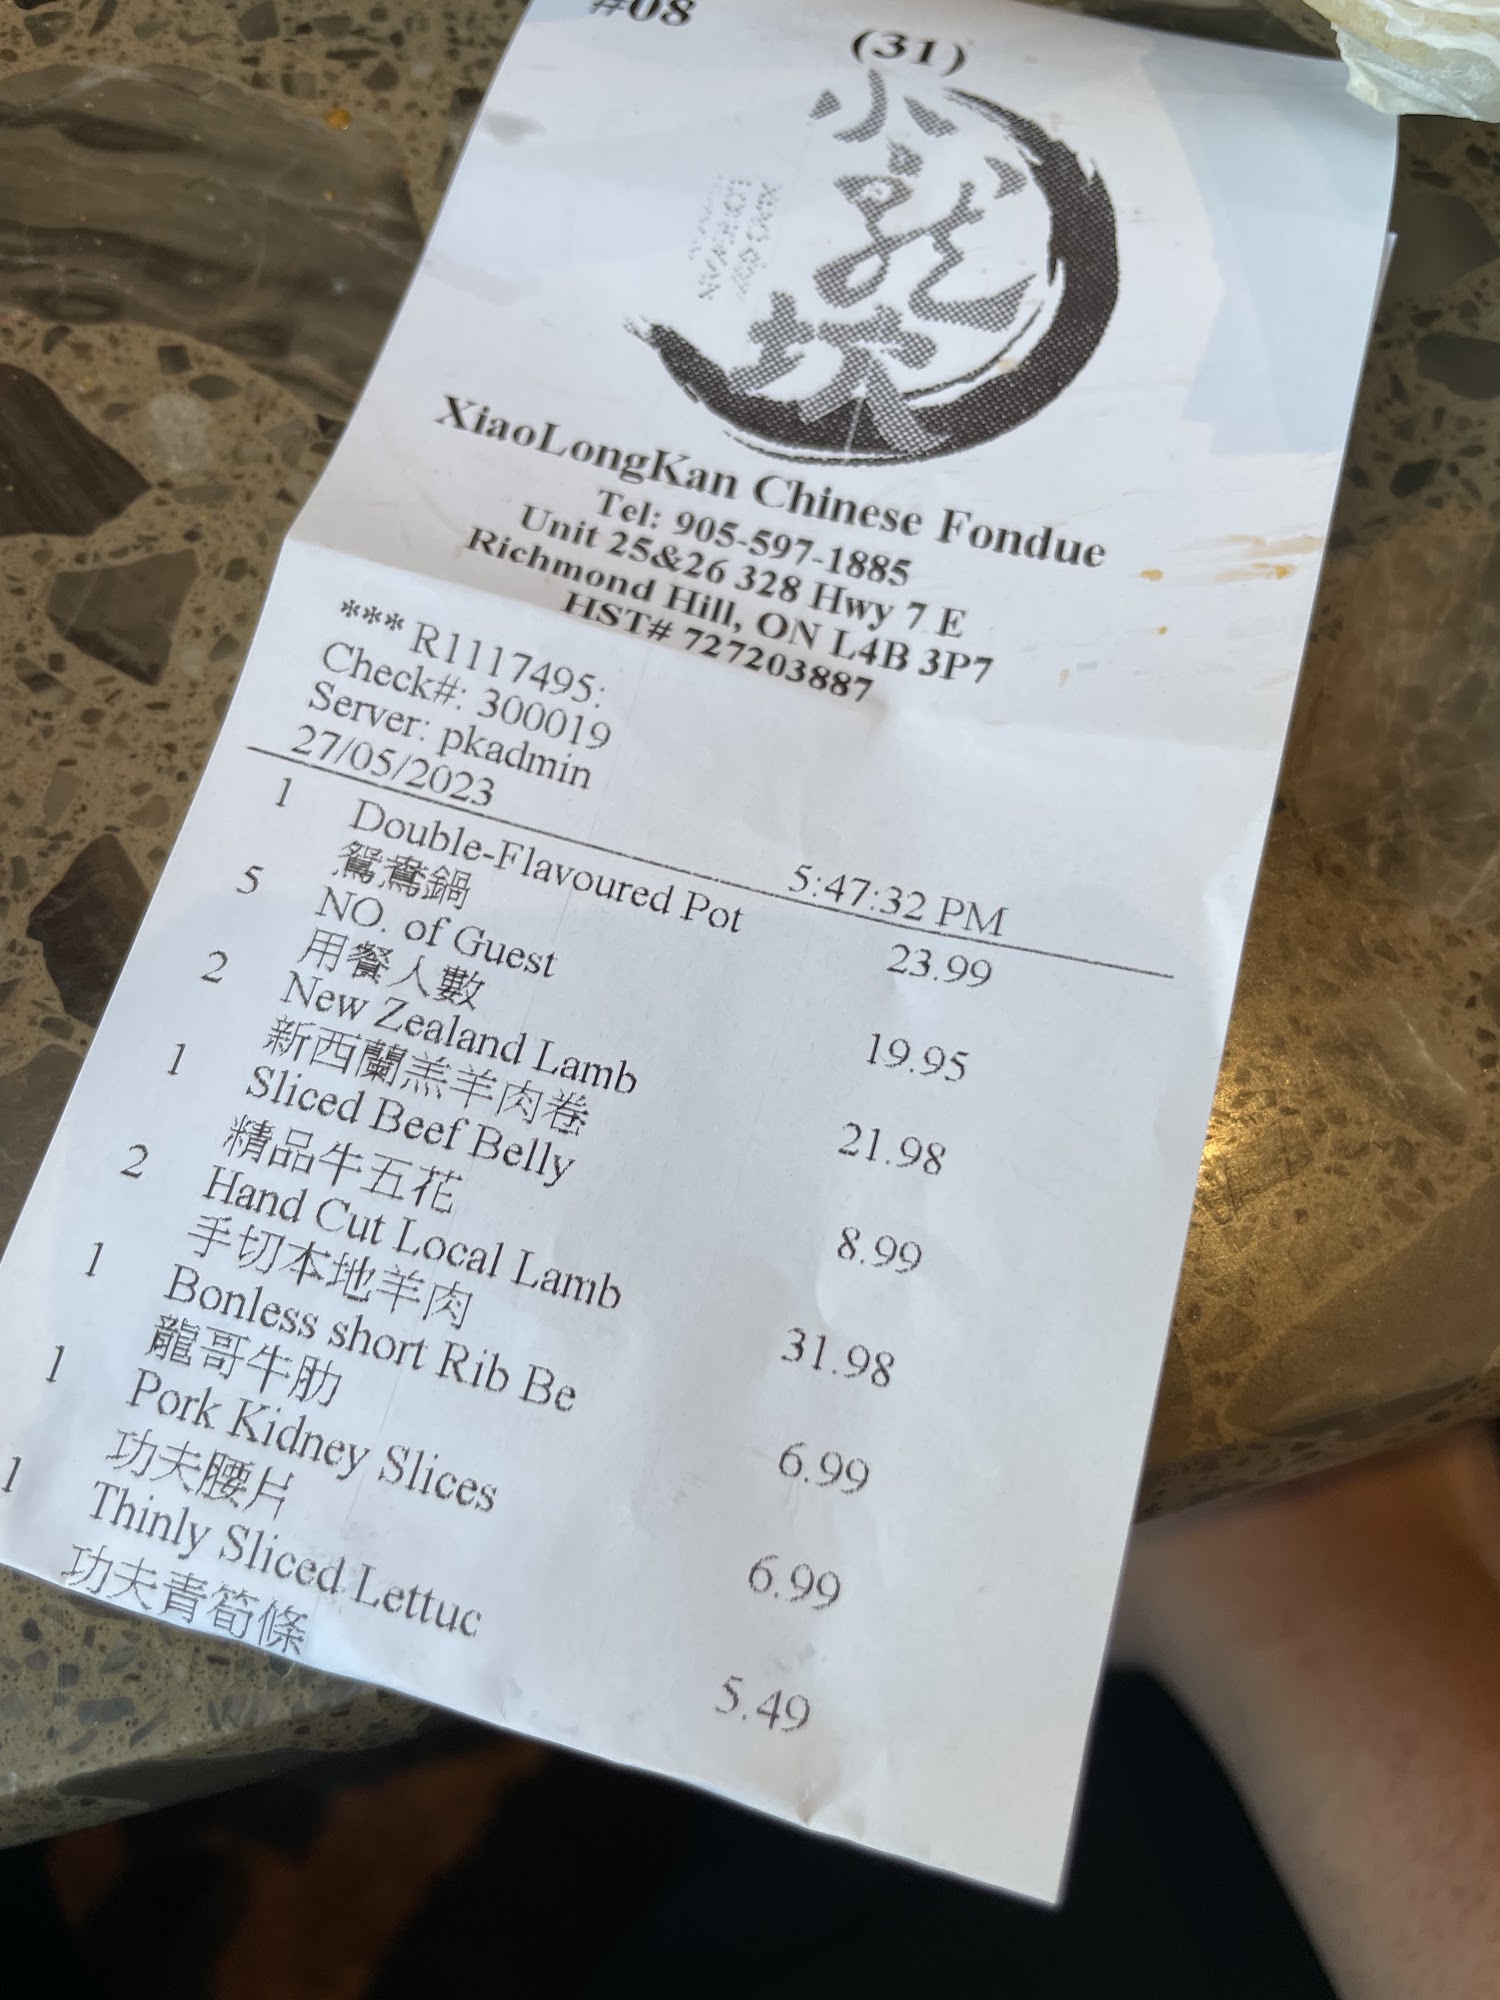 #08
(31)
小龙坎
XiaoLongKan Chinese Fondue
Tel: 905-597-1885
Unit 25&26 328 Hwy 7 E
Richmond Hill, ON L4B 3P7
HST# 727203887
*** R1117495:
Check#: 300019
Server: pkadmin
27/05/2023 5:47:32 PM
1 Double-Flavoured Pot 23.99
鴛鴦鍋
5 NO. of Guest 19.95
用餐人數
2 New Zealand Lamb 21.98
新西蘭羔羊肉卷
1 Sliced Beef Belly 8.99
精品牛五花
2 Hand Cut Local Lamb 31.98
手切本地羊肉
1 Bonless short Rib Be 6.99
龍哥牛肋
1 Pork Kidney Slices 6.99
功夫腰片
1 Thinly Sliced Lettuc 5.49
功夫青筍條